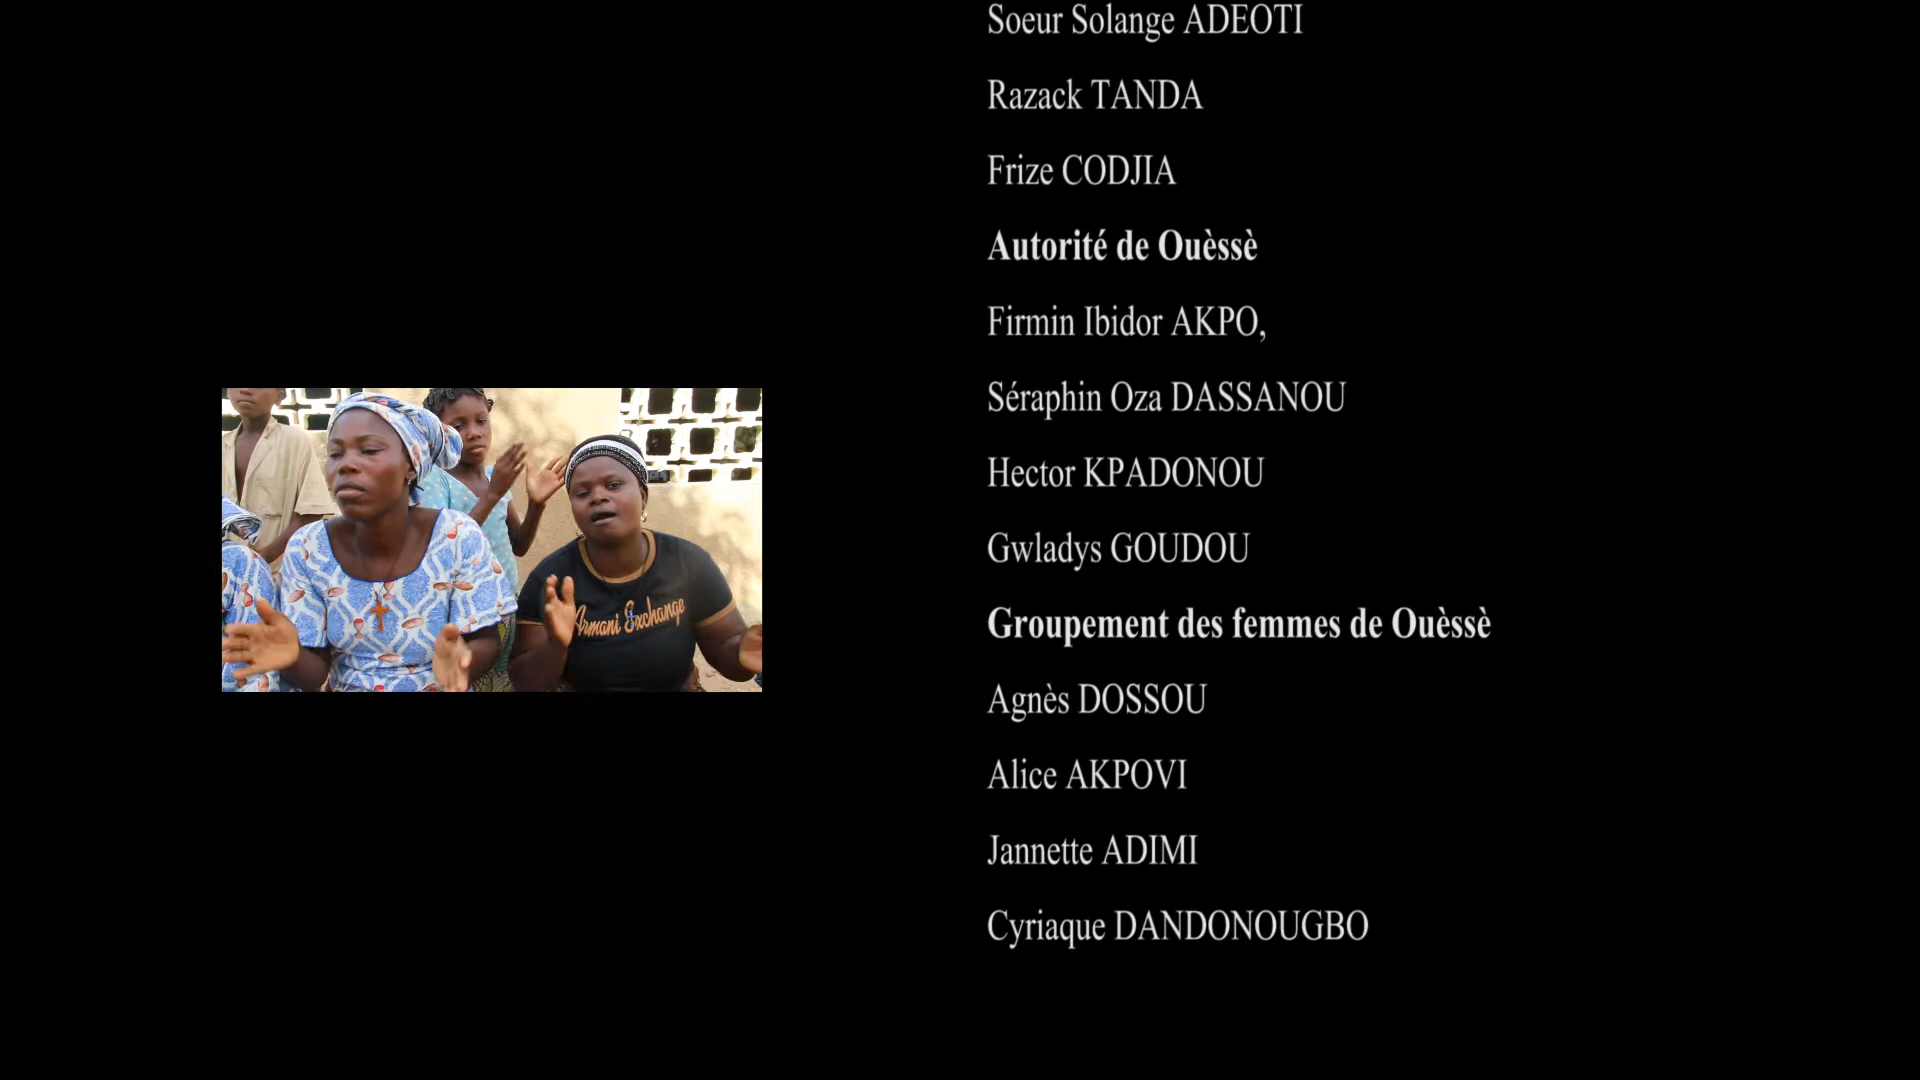 Soeur Solange ADEOTI
Razack TANDA
Frize CODJIA
Autorité de Ouèssè
Firmin Ibidor AKPO,
Séraphin Oza DASSANOU
Hector KPADONOU
Gwladys GOUDOU
Groupement des femmes de Ouèssè
Agnès DOSSOU
Alice AKPOVI
Jannette ADIMI
Cyriaque DANDONOUGBO
Armani Exchange